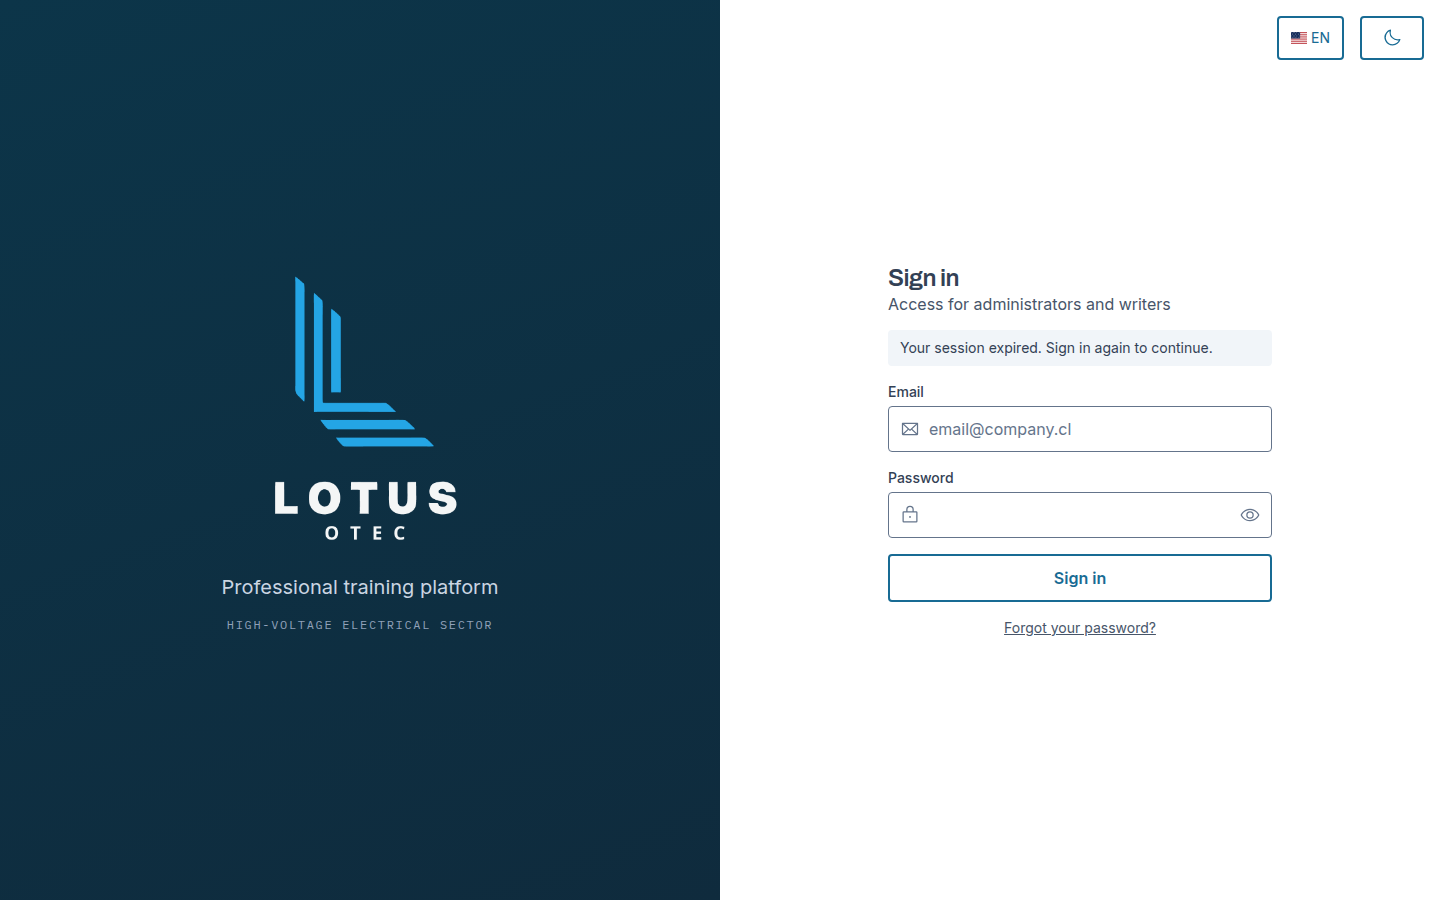 EN
LOTUS
OTEC
Professional training platform
HIGH-VOLTAGE ELECTRICAL SECTOR
Sign in
Access for administrators and writers
Your session expired. Sign in again to continue.
Email
email@company.cl
Password
Sign in
Forgot your password?